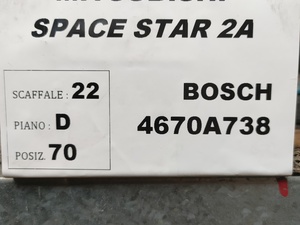 SPACE STAR 2A
SCAFFALE : 22
PIANO : D
POSIZ. 70
BOSCH
4670A738